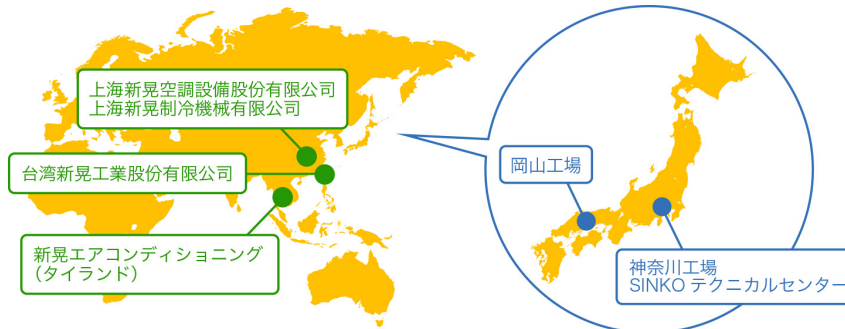 上海新晃空調設備股份有限公司
上海新晃制冷機械有限公司
台湾新晃工業股份有限公司
新晃エアコンディショニング
（タイランド）
岡山工場
神奈川工場
SINKO テクニカルセンター